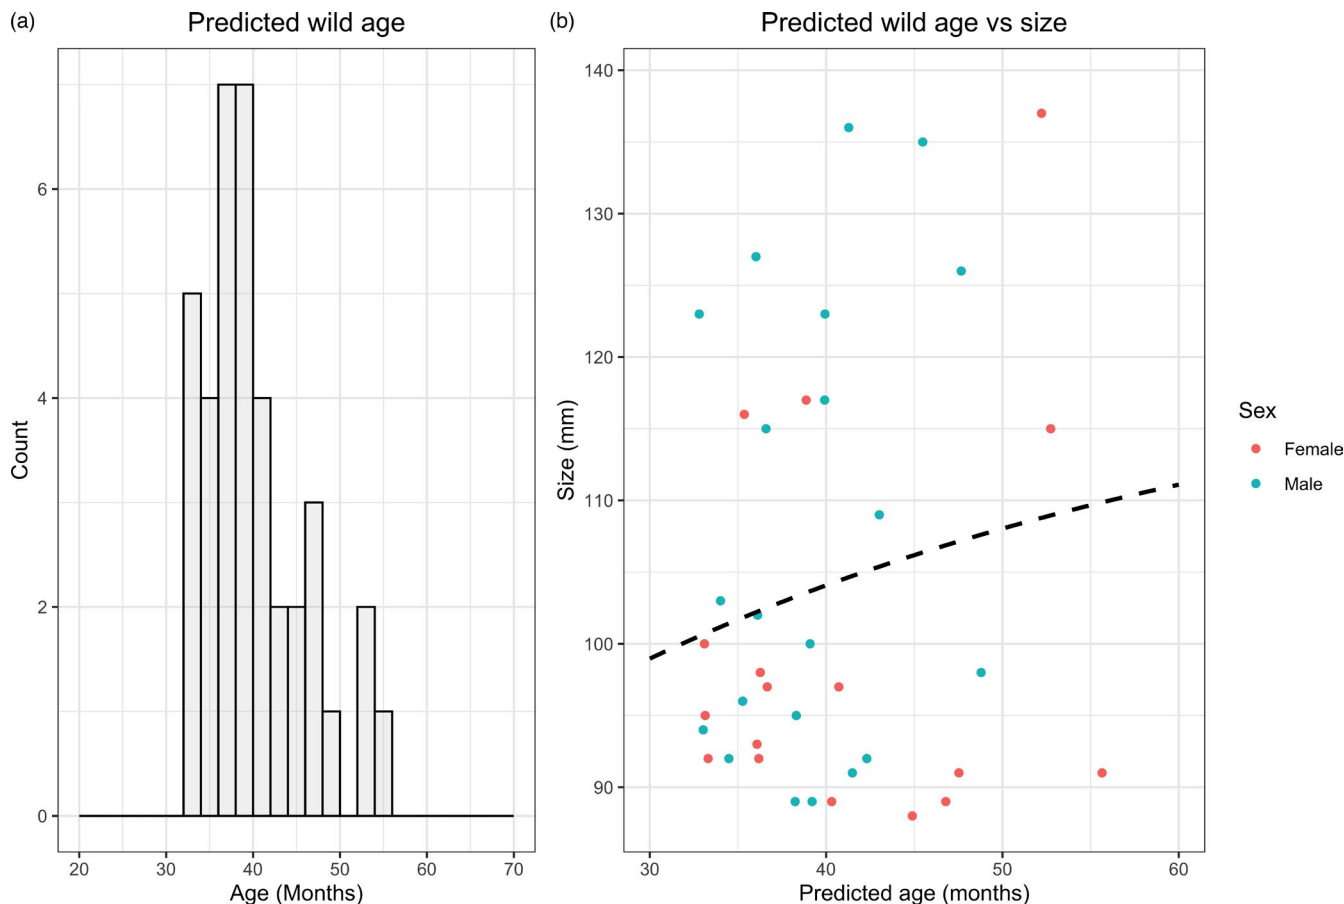 (a)
Predicted wild age
Count
6
4
2
0
20 30 40 50 60 70
Age (Months)
(b)
Predicted wild age vs size
Size (mm)
140
130
120
110
100
90
30 40 50 60
Predicted age (months)
Sex
Female
Male